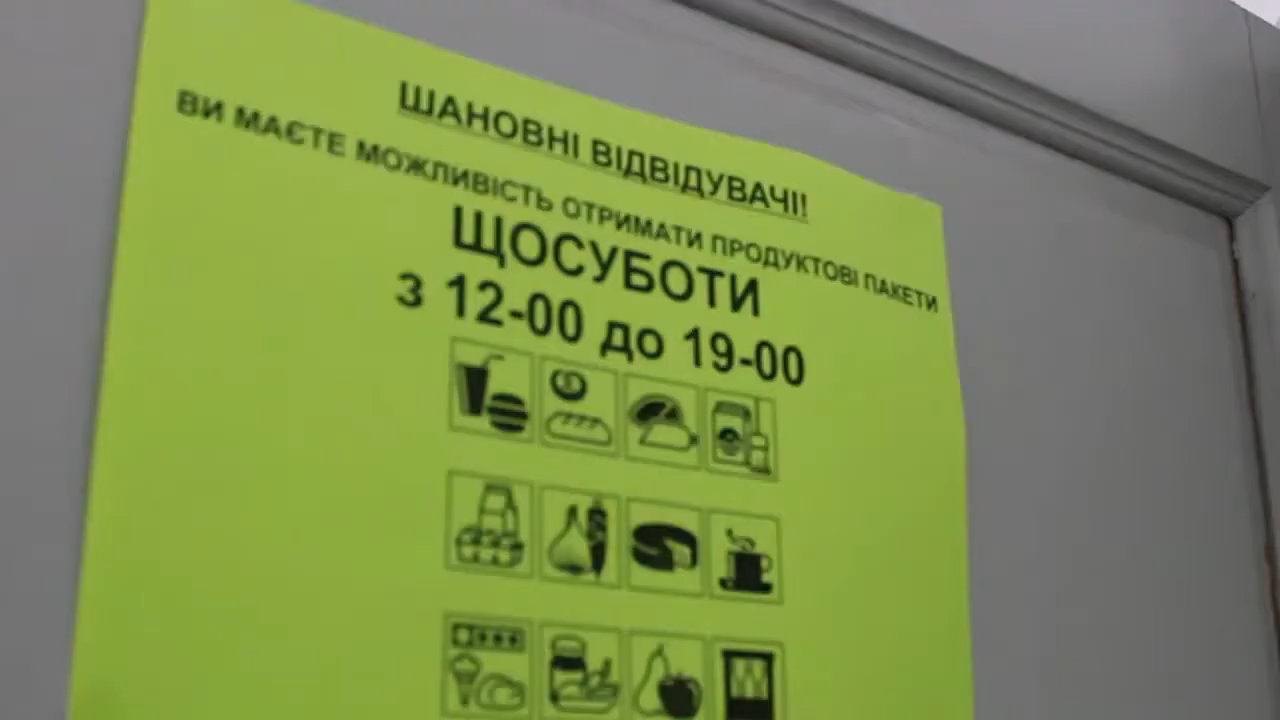 ШАНОВНІ ВІДВІДУВАЧІ!
ВИ МАЄТЕ МОЖЛИВІСТЬ ОТРИМАТИ ПРОДУКТОВІ ПАКЕТИ
ЩОСУБОТИ
З 12-00 до 19-00